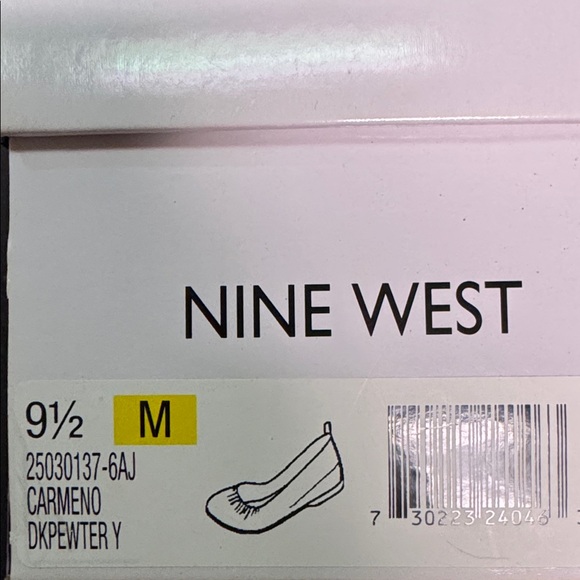 NINE WEST
9½ M
25030137-6AJ
CARMENO
DKPEWTER Y
7 30223 24046